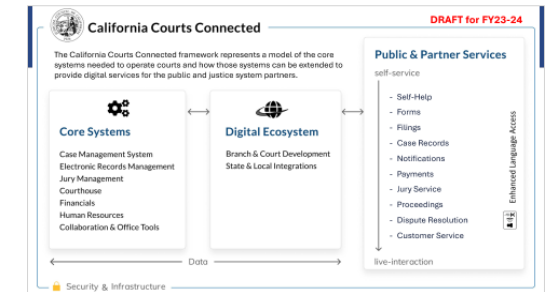 DRAFT for FY23-24
California Courts Connected
The California Courts Connected framework represents a model of the core
systems needed to operate courts and how those systems can be extended to
provide digital services for the public and justice system partners.
Core Systems
Case Management System
Electronic Records Management
Jury Management
Courthouse
Financials
Human Resources
Collaboration & Office Tools
Digital Ecosystem
Branch & Court Development
State & Local Integrations
Data
Public & Partner Services
self-service
- Self-Help
- Forms
- Filings
- Case Records
- Notifications
- Payments
- Jury Service
- Proceedings
- Dispute Resolution
- Customer Service
live-interaction
Enhanced Language Access
Security & Infrastructure